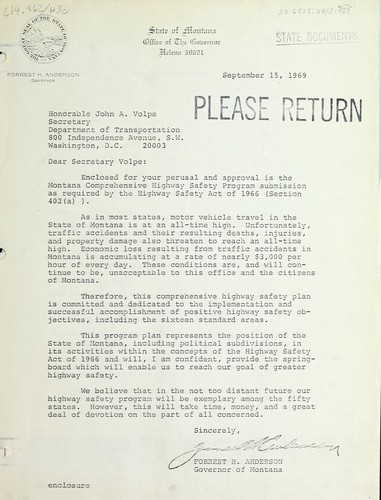 State of Montana
Office of The Governor
Helena 59601
STATE DOCUMENTS
FORREST H. ANDERSON
GOVERNOR
September 15, 1969
PLEASE RETURN
Honorable John A. Volpe
Secretary
Department of Transportation
800 Independence Avenue, S.W.
Washington, D.C. 20003
Dear Secretary Volpe:
Enclosed for your perusal and approval is the
Montana Comprehensive Highway Safety Program submission
as required by the Highway Safety Act of 1966 (Section
402(a) ).
As in most states, motor vehicle travel in the
State of Montana is at an all-time high. Unfortunately,
traffic accidents and their resulting deaths, injuries,
and property damage also threaten to reach an all-time
high. Economic loss resulting from traffic accidents in
Montana is accumulating at a rate of nearly $3,000 per
hour of every day. These conditions are, and will con-
tinue to be, unacceptable to this office and the citizens
of Montana.
Therefore, this comprehensive highway safety plan
is committed and dedicated to the implementation and
successful accomplishment of positive highway safety ob-
jectives, including the sixteen standard areas.
This program plan represents the position of the
State of Montana, including political subdivisions, in
its activities within the concepts of the Highway Safety
Act of 1966 and will, I am confident, provide the spring-
board which will enable us to reach our goal of greater
highway safety.
We believe that in the not too distant future our
highway safety program will be exemplary among the fifty
states. However, this will take time, money, and a great
deal of devotion on the part of all concerned.
Sincerely,
FORREST H. ANDERSON
Governor of Montana
enclosure